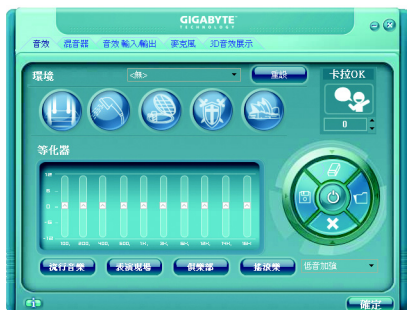 GIGABYTE
TECHNOLOGY
音效 混音器 音效輸入/輸出 麥克風 3D音效展示
環境 <無> 重設 卡拉OK
0
等化器
流行音樂 表演現場 俱樂部 搖滾樂 低音加強
確定